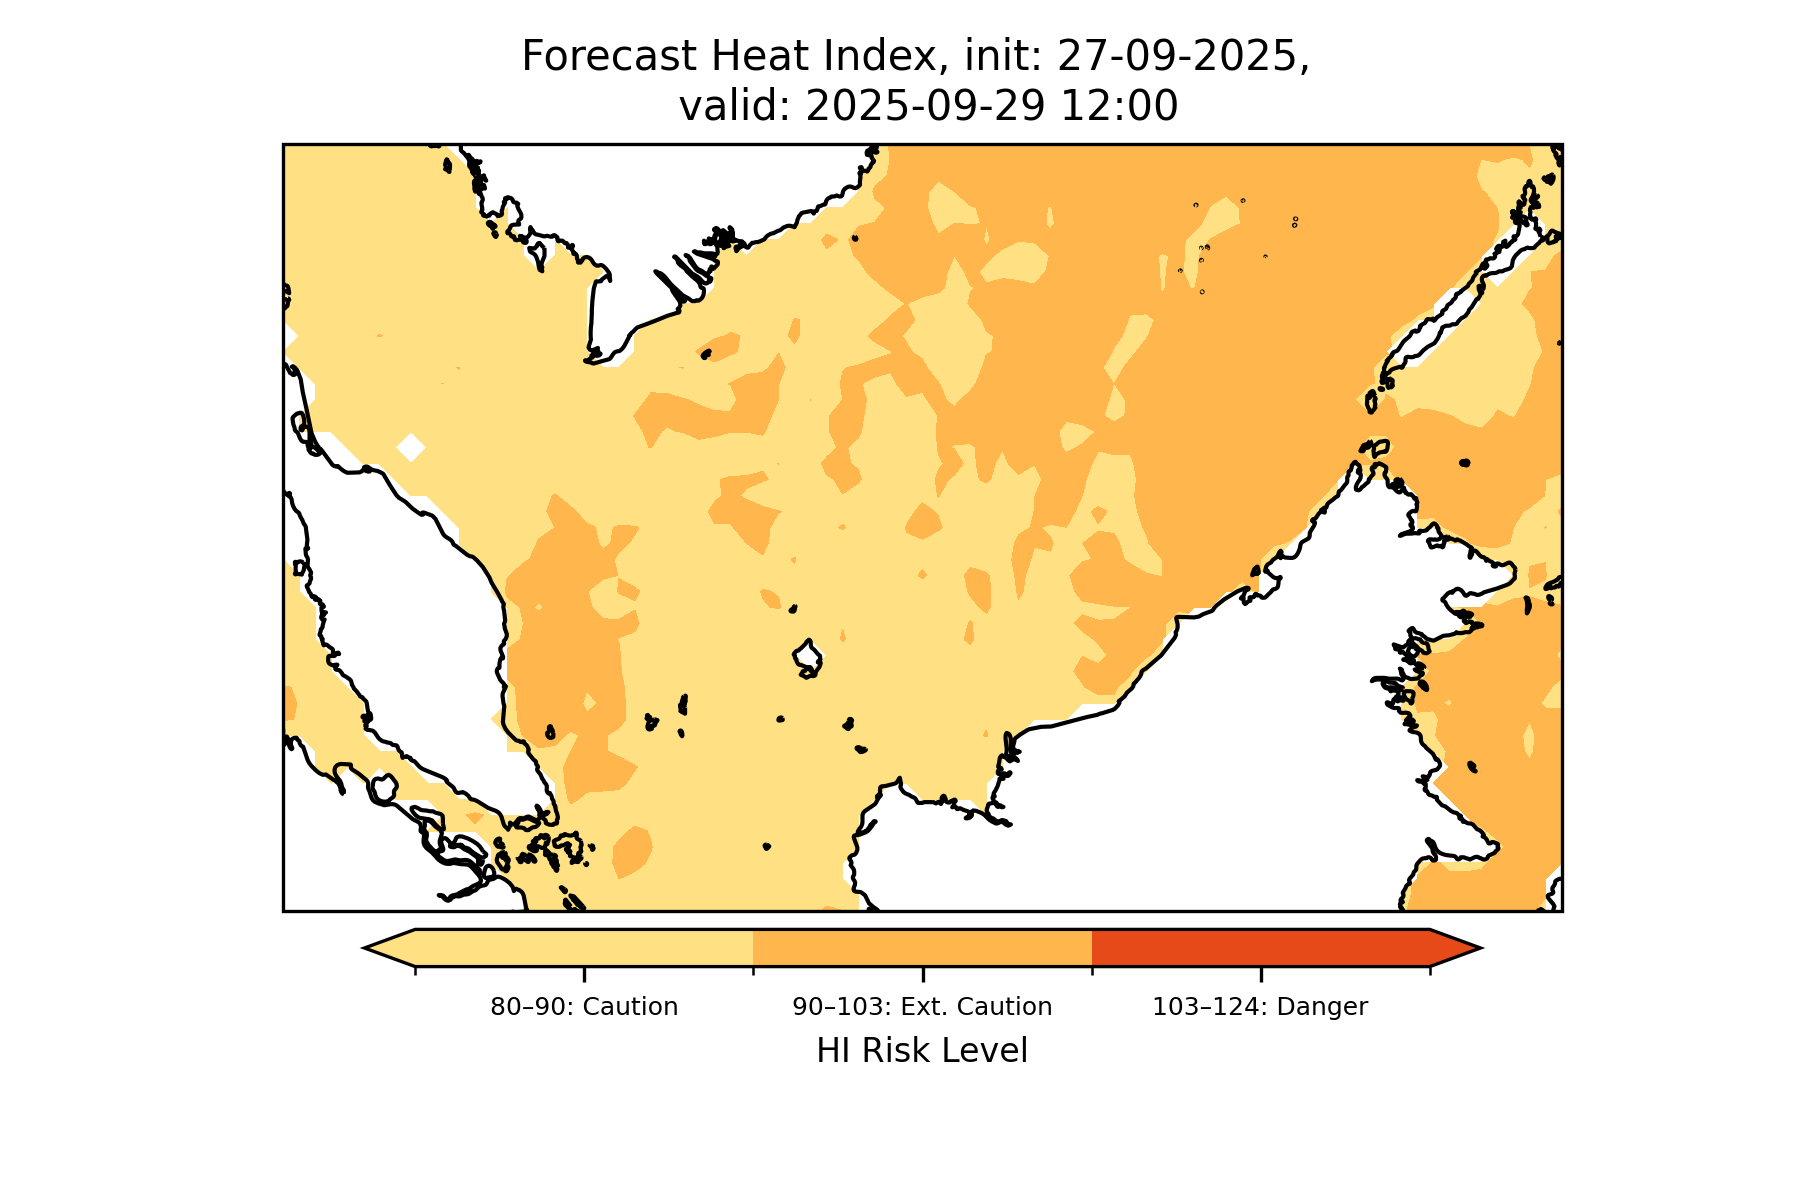 Forecast Heat Index, init: 27-09-2025,
valid: 2025-09-29 12:00
80–90: Caution
90–103: Ext. Caution
103–124: Danger
HI Risk Level